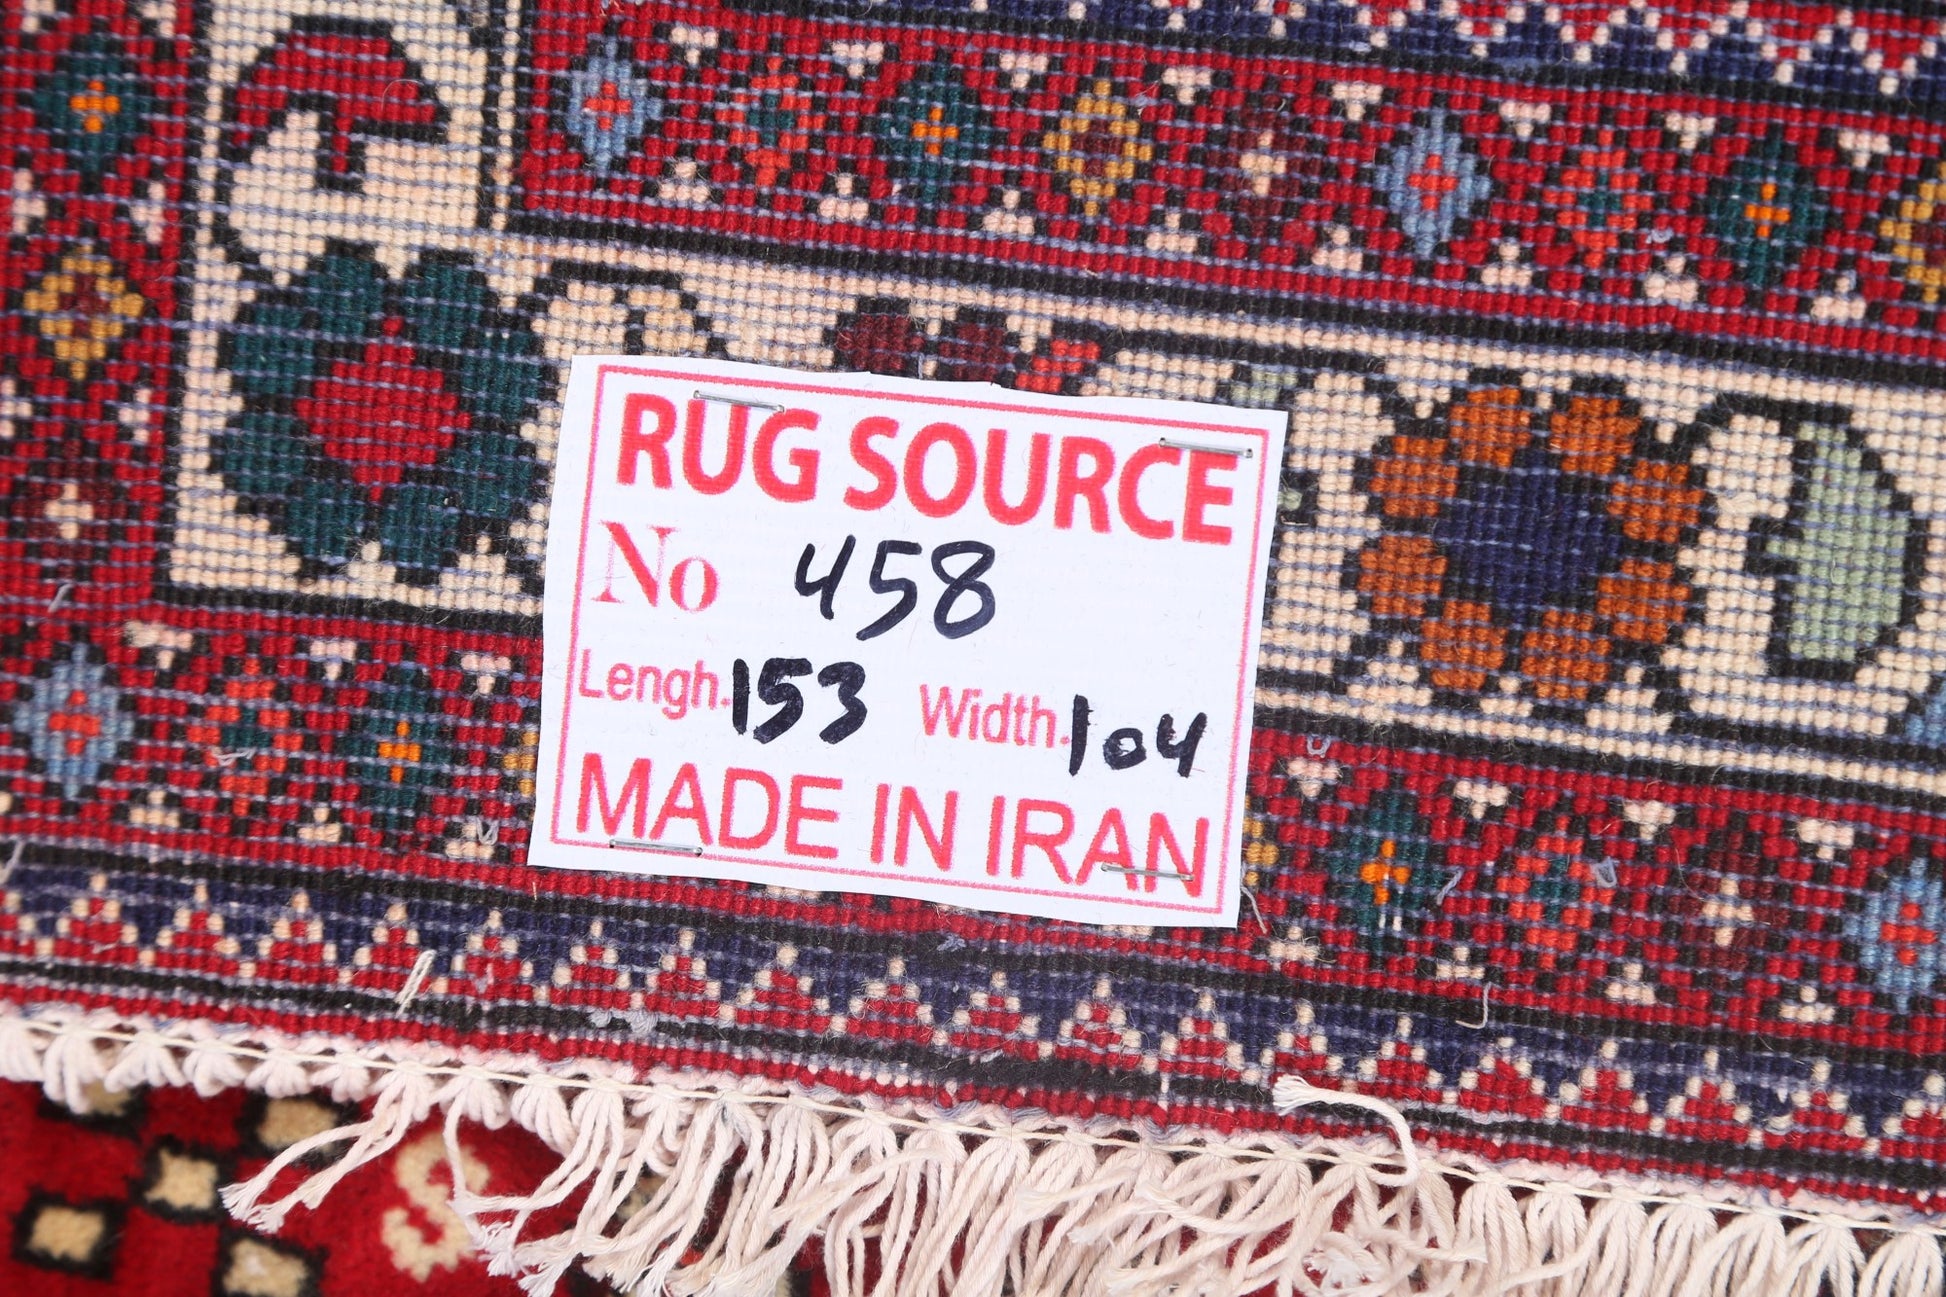 RUG SOURCE
No 458
Lengh. 153 Width. 104
MADE IN IRAN